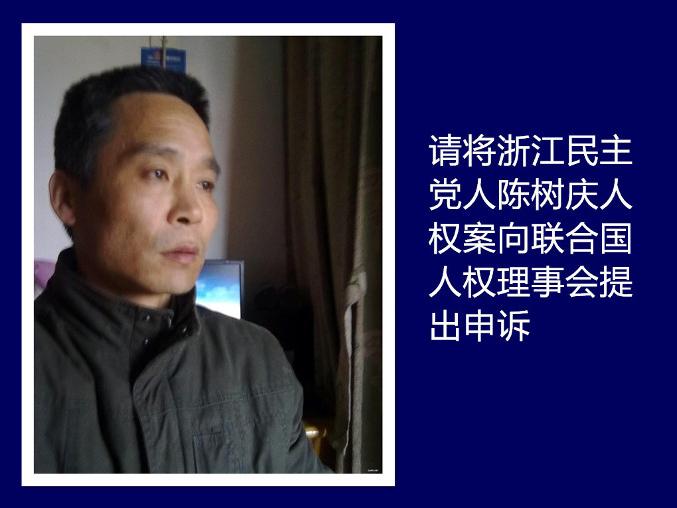 请将浙江民主
党人陈树庆人
权案向联合国
人权理事会提
出申诉